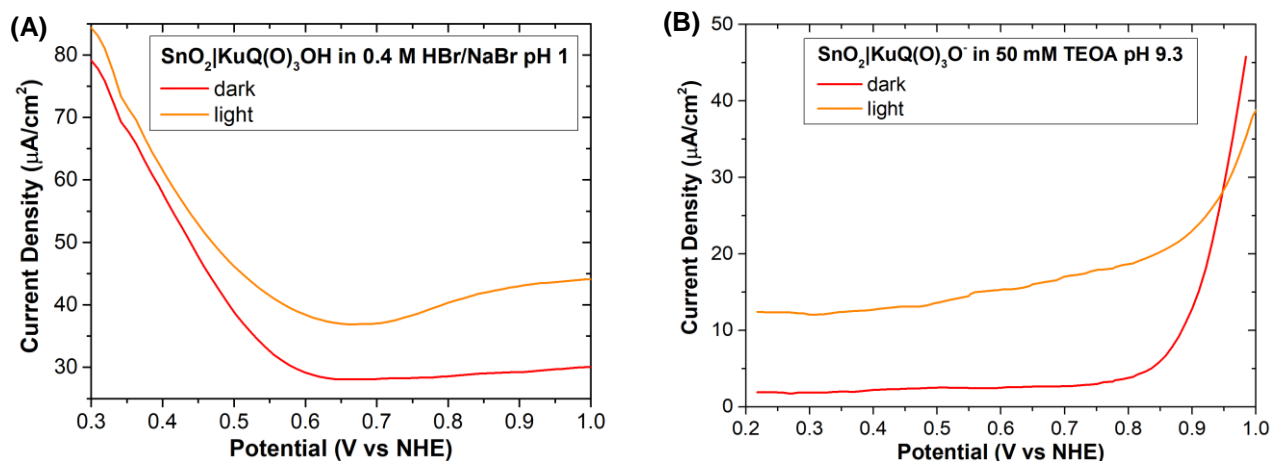 (A)
SnO₂|KuQ(O)₃OH in 0.4 M HBr/NaBr pH 1
dark
light
Current Density (μA/cm²)
80
70
60
50
40
30
0.3 0.4 0.5 0.6 0.7 0.8 0.9 1.0
Potential (V vs NHE)
(B)
SnO₂|KuQ(O)₃O⁻ in 50 mM TEOA pH 9.3
dark
light
Current Density (μA/cm²)
50
40
30
20
10
0
0.2 0.3 0.4 0.5 0.6 0.7 0.8 0.9 1.0
Potential (V vs NHE)